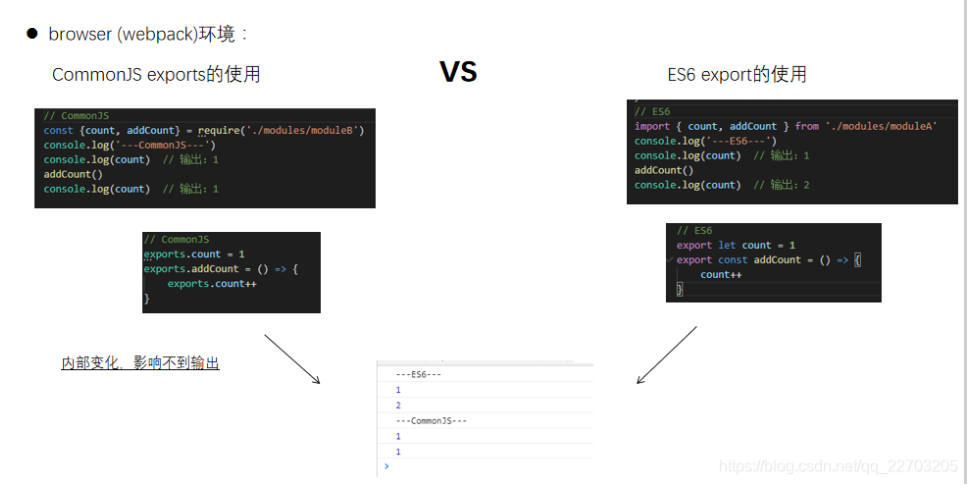 browser (webpack)环境：
CommonJS exports的使用
VS
ES6 export的使用
// CommonJS
const {count, addCount} = require('./modules/moduleB')
console.log('---CommonJS---')
console.log(count) // 输出: 1
addCount()
console.log(count) // 输出: 1
// ES6
import { count, addCount } from './modules/moduleA'
console.log('---ES6---')
console.log(count) // 输出: 1
addCount()
console.log(count) // 输出: 2
// CommonJS
exports.count = 1
exports.addCount = () => {
exports.count++
}
// ES6
export let count = 1
export const addCount = () => {
count++
}
内部变化，影响不到输出
---ES6---
1
2
---CommonJS---
1
1
https://blog.csdn.net/qq_22703205